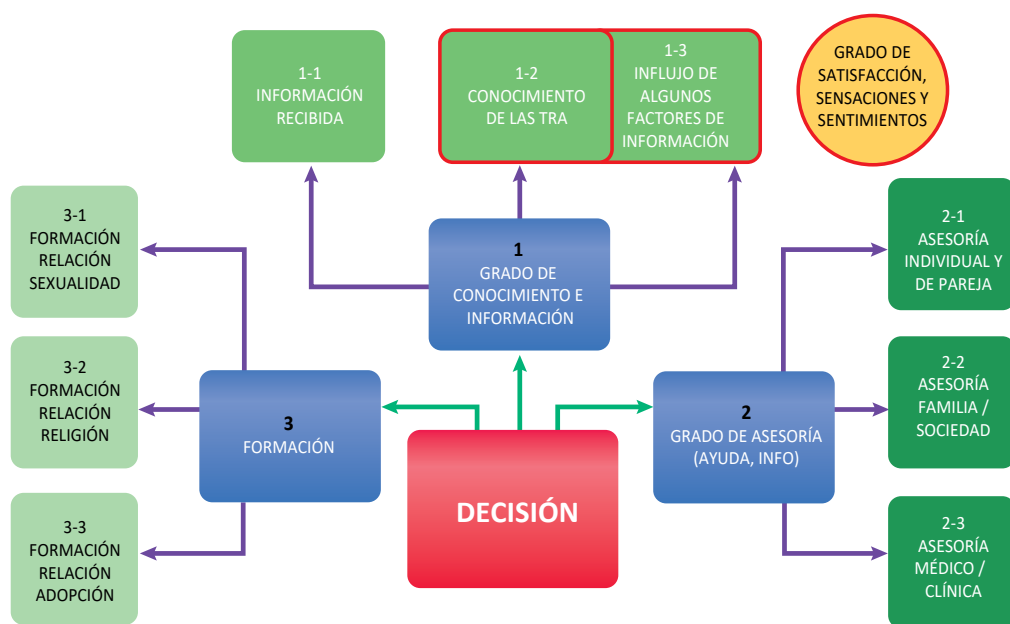 1-1
INFORMACIÓN
RECIBIDA
1-2
CONOCIMIENTO
DE LAS TRA
1-3
INFLUJO DE
ALGUNOS
FACTORES DE
INFORMACIÓN
GRADO DE
SATISFACCIÓN,
SENSACIONES Y
SENTIMIENTOS
3-1
FORMACIÓN
RELACIÓN
SEXUALIDAD
1
GRADO DE
CONOCIMIENTO E
INFORMACIÓN
2-1
ASESORÍA
INDIVIDUAL Y
DE PAREJA
3-2
FORMACIÓN
RELACIÓN
RELIGIÓN
3
FORMACIÓN
2
GRADO DE ASESORÍA
(AYUDA, INFO)
2-2
ASESORÍA
FAMILIA /
SOCIEDAD
DECISIÓN
3-3
FORMACIÓN
RELACIÓN
ADOPCIÓN
2-3
ASESORÍA
MÉDICO /
CLÍNICA